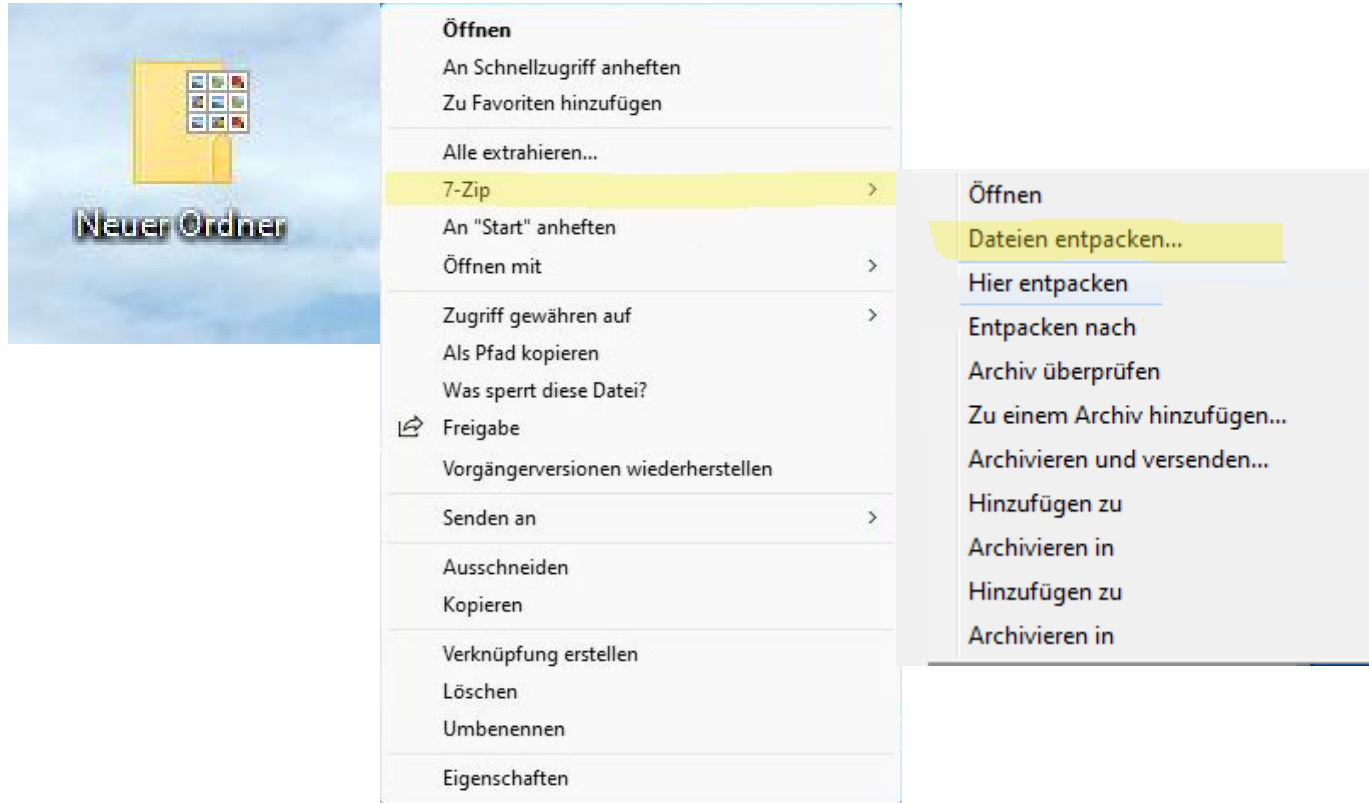 Neuer Ordner
Öffnen
An Schnellzugriff anheften
Zu Favoriten hinzufügen
Alle extrahieren...
7-Zip
An "Start" anheften
Öffnen mit
Zugriff gewähren auf
Als Pfad kopieren
Was sperrt diese Datei?
Freigabe
Vorgängerversionen wiederherstellen
Senden an
Ausschneiden
Kopieren
Verknüpfung erstellen
Löschen
Umbenennen
Eigenschaften
Öffnen
Dateien entpacken...
Hier entpacken
Entpacken nach
Archiv überprüfen
Zu einem Archiv hinzufügen...
Archivieren und versenden...
Hinzufügen zu
Archivieren in
Hinzufügen zu
Archivieren in